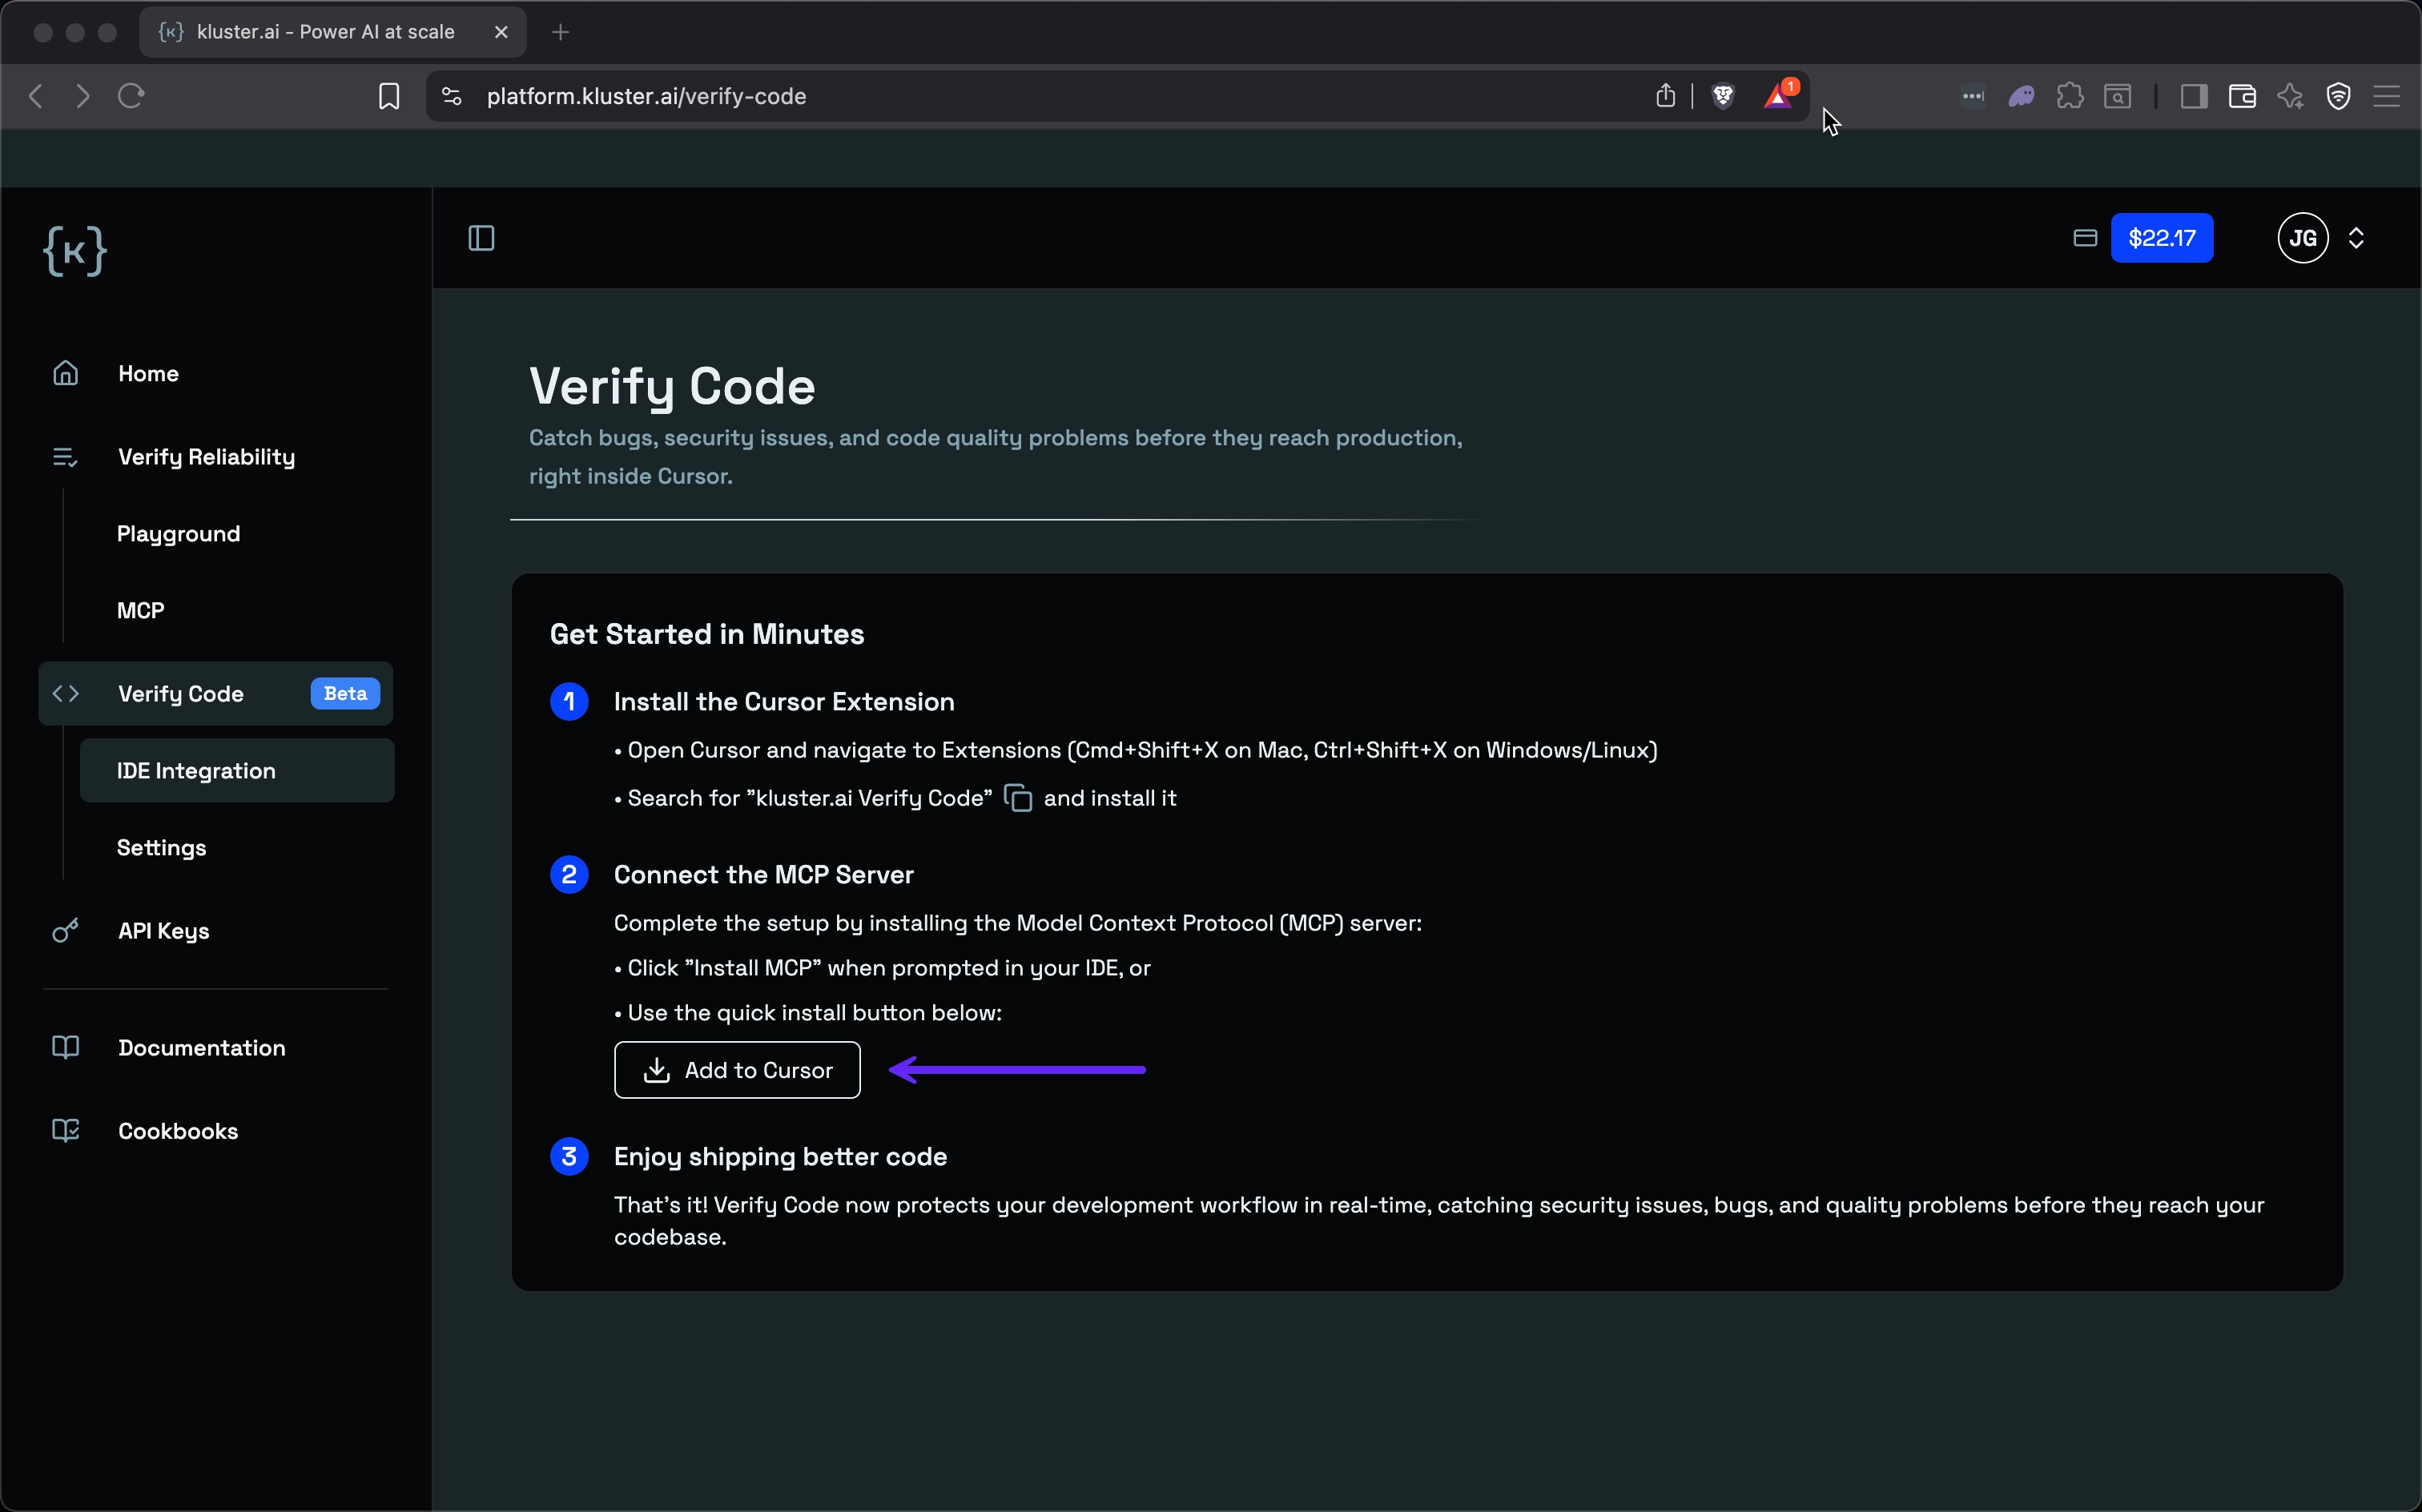 {K} kluster.ai - Power AI at scale
platform.kluster.ai/verify-code
1
{K}
$22.17
JG
Home
Verify Reliability
Playground
MCP
Verify Code
Beta
IDE Integration
Settings
API Keys
Documentation
Cookbooks
Verify Code
Catch bugs, security issues, and code quality problems before they reach production,
right inside Cursor.
Get Started in Minutes
1 Install the Cursor Extension
• Open Cursor and navigate to Extensions (Cmd+Shift+X on Mac, Ctrl+Shift+X on Windows/Linux)
• Search for ”kluster.ai Verify Code” and install it
2 Connect the MCP Server
Complete the setup by installing the Model Context Protocol (MCP) server:
• Click ”Install MCP” when prompted in your IDE, or
• Use the quick install button below:
Add to Cursor
3 Enjoy shipping better code
That’s it! Verify Code now protects your development workflow in real-time, catching security issues, bugs, and quality problems before they reach your
codebase.